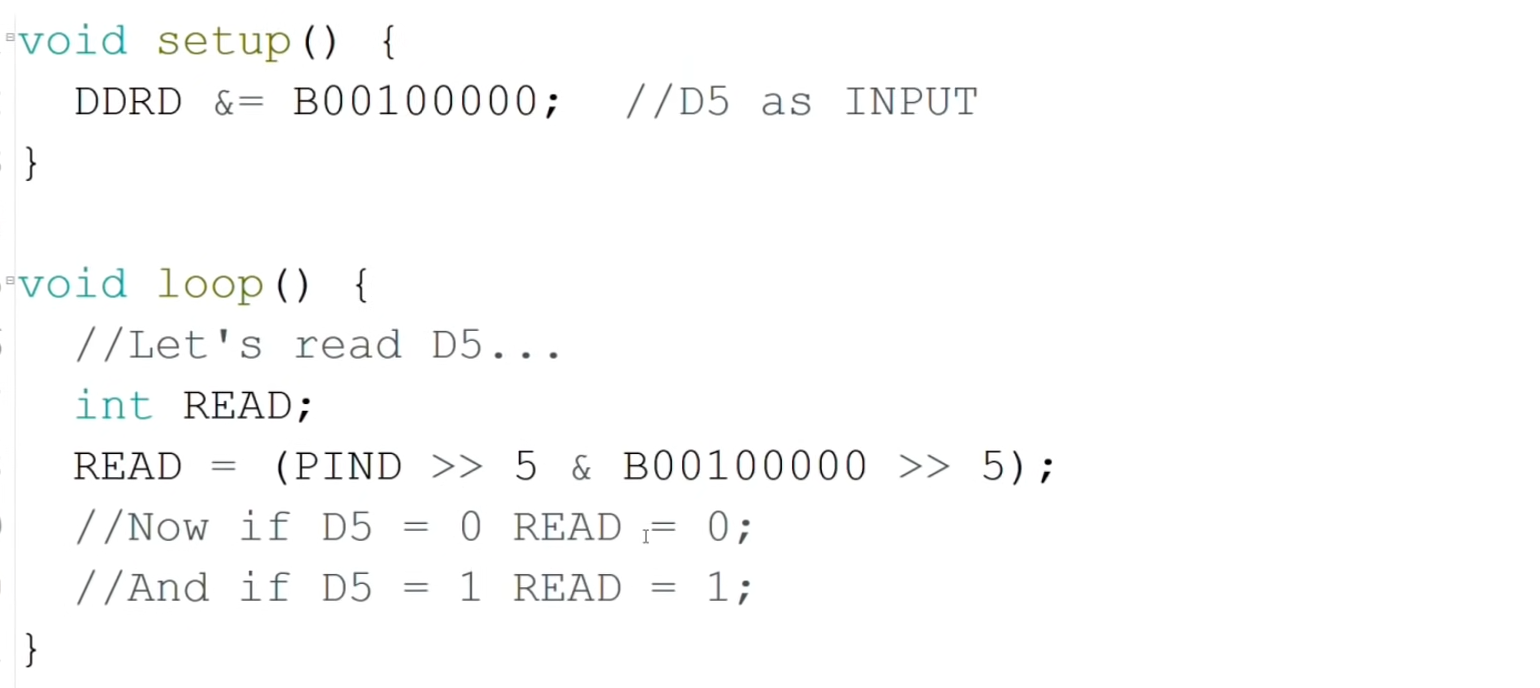 void setup() {
DDRD &= B00100000; //D5 as INPUT
}
void loop() {
//Let's read D5...
int READ;
READ = (PIND >> 5 & B00100000 >> 5);
//Now if D5 = 0 READ = 0;
//And if D5 = 1 READ = 1;
}